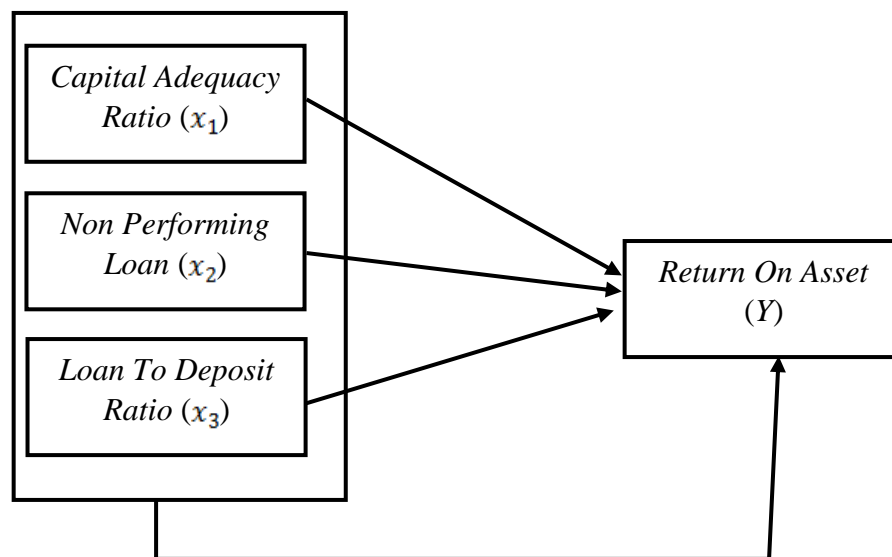 Capital Adequacy
Ratio (x₁)
Non Performing
Loan (x₂)
Loan To Deposit
Ratio (x₃)
Return On Asset
(Y)